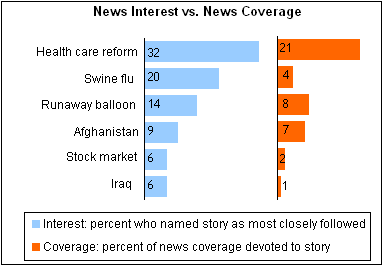 News Interest vs. News Coverage
Health care reform 32 21
Swine flu 20 4
Runaway balloon 14 8
Afghanistan 9 7
Stock market 6 2
Iraq 6 1
Interest: percent who named story as most closely followed
Coverage: percent of news coverage devoted to story